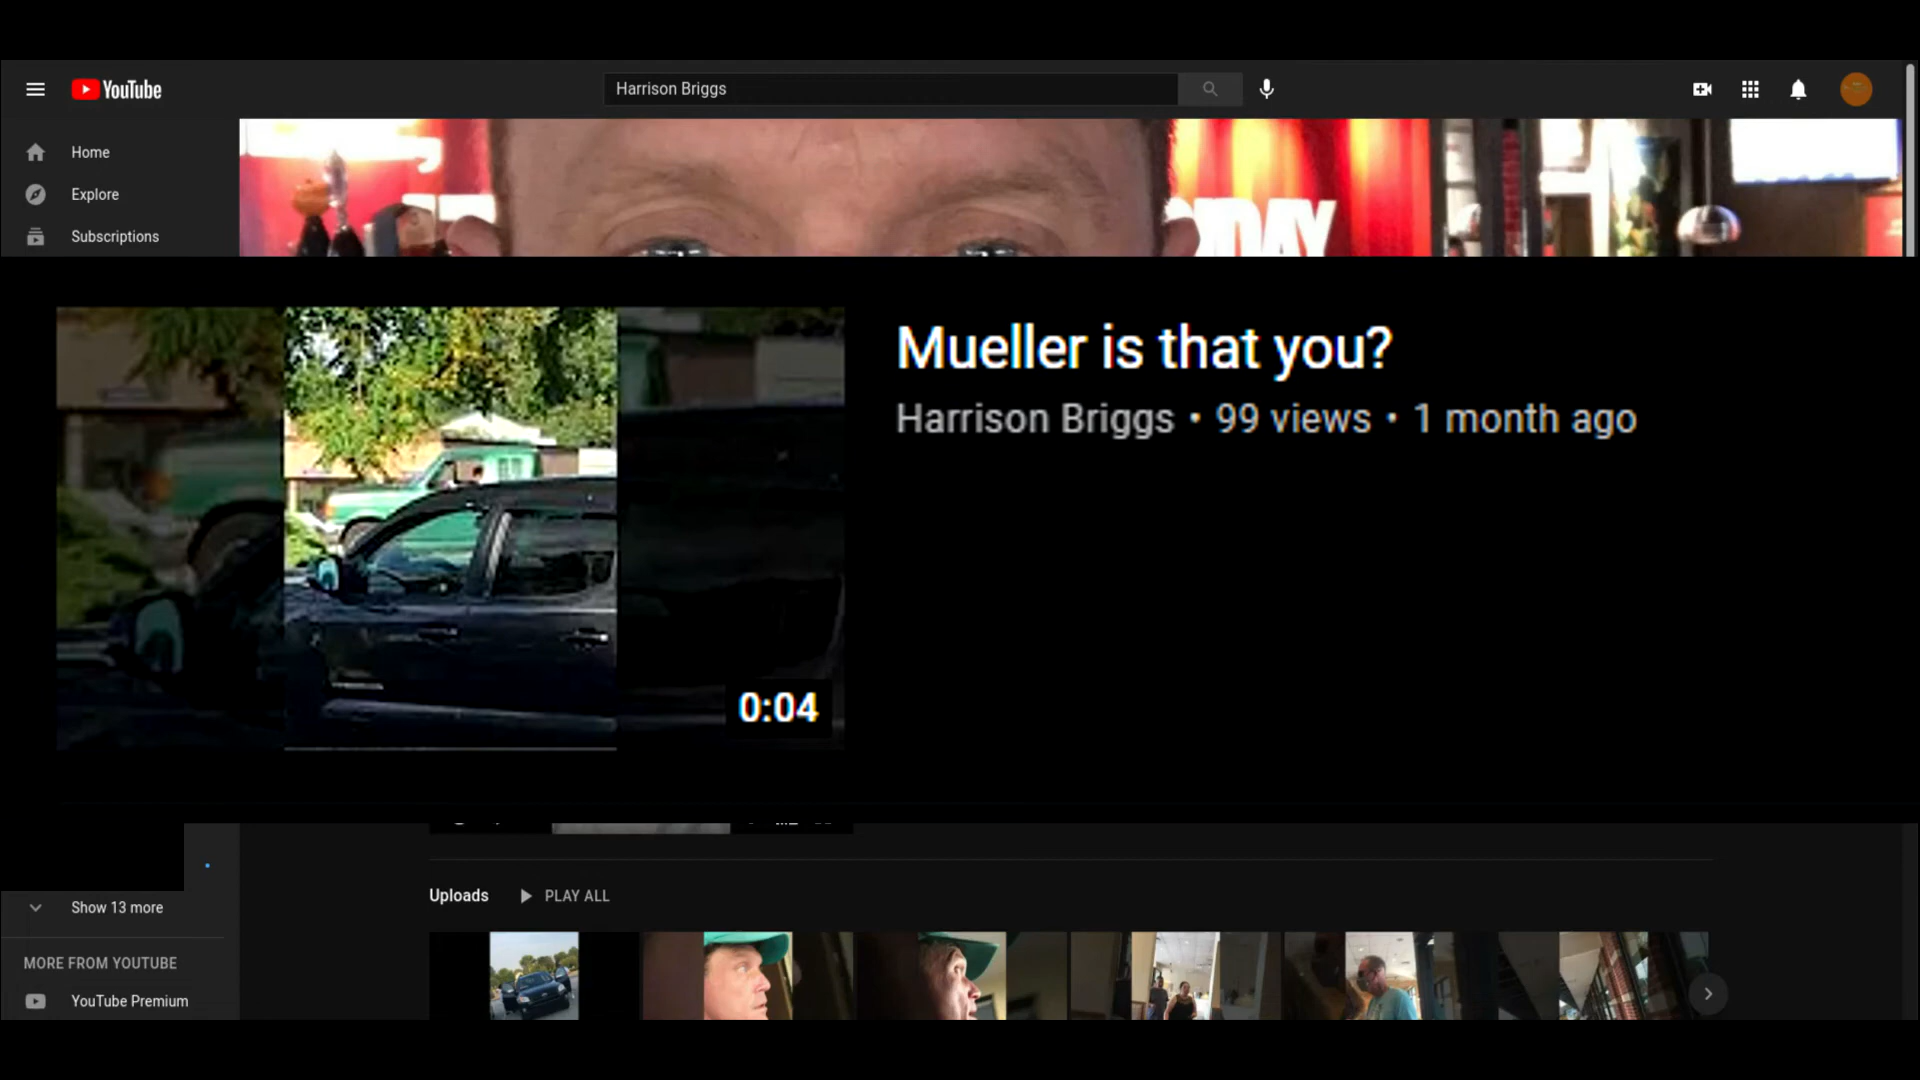 YouTube
Harrison Briggs
Home
Explore
Subscriptions
IDAY
Mueller is that you?
Harrison Briggs • 99 views • 1 month ago
0:04
Uploads
PLAY ALL
Show 13 more
MORE FROM YOUTUBE
YouTube Premium